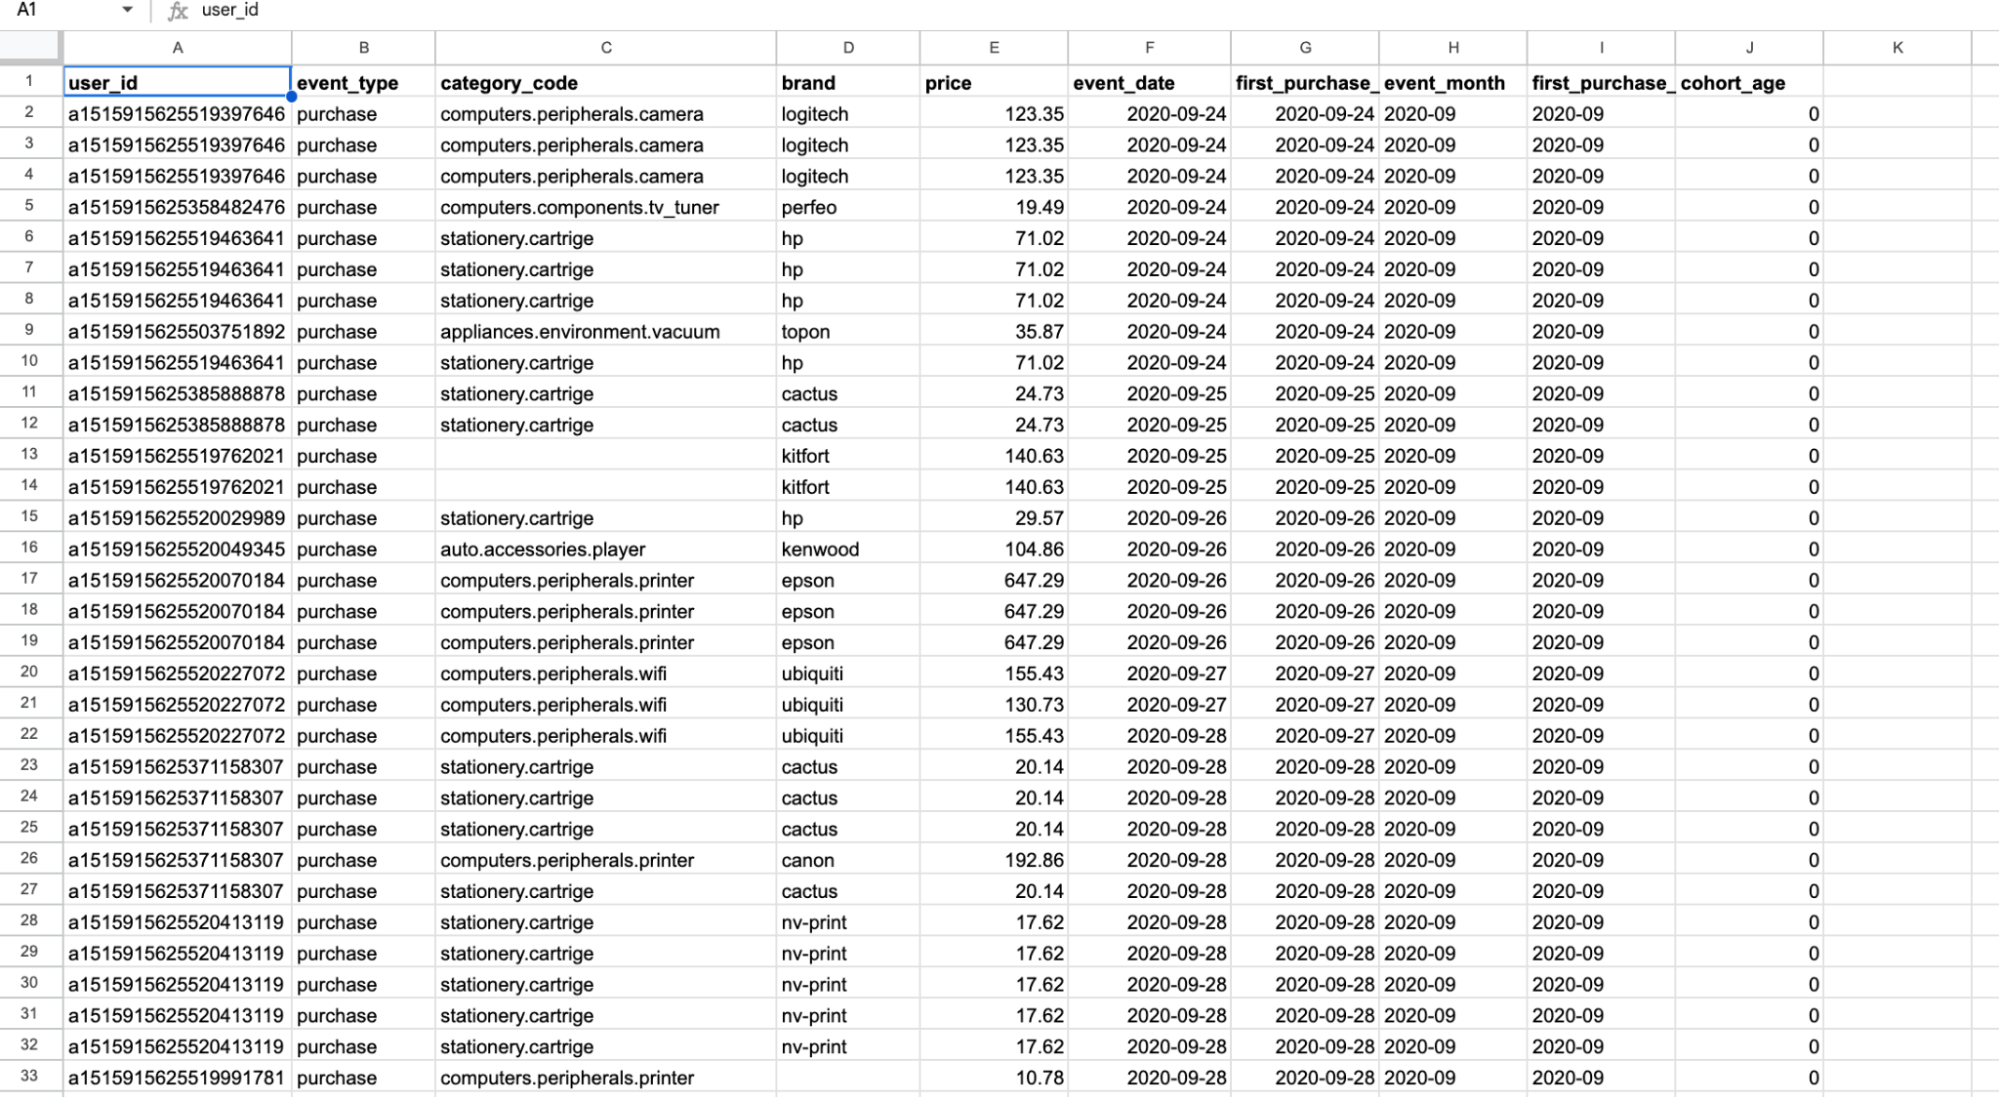 A1 fx user_id
A B C D E F G H I J K
1 user_id event_type category_code brand price event_date first_purchase_ event_month first_purchase_ cohort_age
2 a1515915625519397646 purchase computers.peripherals.camera logitech 123.35 2020-09-24 2020-09-24 2020-09 2020-09 0
3 a1515915625519397646 purchase computers.peripherals.camera logitech 123.35 2020-09-24 2020-09-24 2020-09 2020-09 0
4 a1515915625519397646 purchase computers.peripherals.camera logitech 123.35 2020-09-24 2020-09-24 2020-09 2020-09 0
5 a1515915625358482476 purchase computers.components.tv_tuner perfeo 19.49 2020-09-24 2020-09-24 2020-09 2020-09 0
6 a1515915625519463641 purchase stationery.cartrige hp 71.02 2020-09-24 2020-09-24 2020-09 2020-09 0
7 a1515915625519463641 purchase stationery.cartrige hp 71.02 2020-09-24 2020-09-24 2020-09 2020-09 0
8 a1515915625519463641 purchase stationery.cartrige hp 71.02 2020-09-24 2020-09-24 2020-09 2020-09 0
9 a1515915625503751892 purchase appliances.environment.vacuum topon 35.87 2020-09-24 2020-09-24 2020-09 2020-09 0
10 a1515915625519463641 purchase stationery.cartrige hp 71.02 2020-09-24 2020-09-24 2020-09 2020-09 0
11 a1515915625385888878 purchase stationery.cartrige cactus 24.73 2020-09-25 2020-09-25 2020-09 2020-09 0
12 a1515915625385888878 purchase stationery.cartrige cactus 24.73 2020-09-25 2020-09-25 2020-09 2020-09 0
13 a1515915625519762021 purchase kitfort 140.63 2020-09-25 2020-09-25 2020-09 2020-09 0
14 a1515915625519762021 purchase kitfort 140.63 2020-09-25 2020-09-25 2020-09 2020-09 0
15 a1515915625520029989 purchase stationery.cartrige hp 29.57 2020-09-26 2020-09-26 2020-09 2020-09 0
16 a1515915625520049345 purchase auto.accessories.player kenwood 104.86 2020-09-26 2020-09-26 2020-09 2020-09 0
17 a1515915625520070184 purchase computers.peripherals.printer epson 647.29 2020-09-26 2020-09-26 2020-09 2020-09 0
18 a1515915625520070184 purchase computers.peripherals.printer epson 647.29 2020-09-26 2020-09-26 2020-09 2020-09 0
19 a1515915625520070184 purchase computers.peripherals.printer epson 647.29 2020-09-26 2020-09-26 2020-09 2020-09 0
20 a1515915625520227072 purchase computers.peripherals.wifi ubiquiti 155.43 2020-09-27 2020-09-27 2020-09 2020-09 0
21 a1515915625520227072 purchase computers.peripherals.wifi ubiquiti 130.73 2020-09-27 2020-09-27 2020-09 2020-09 0
22 a1515915625520227072 purchase computers.peripherals.wifi ubiquiti 155.43 2020-09-28 2020-09-27 2020-09 2020-09 0
23 a1515915625371158307 purchase stationery.cartrige cactus 20.14 2020-09-28 2020-09-28 2020-09 2020-09 0
24 a1515915625371158307 purchase stationery.cartrige cactus 20.14 2020-09-28 2020-09-28 2020-09 2020-09 0
25 a1515915625371158307 purchase stationery.cartrige cactus 20.14 2020-09-28 2020-09-28 2020-09 2020-09 0
26 a1515915625371158307 purchase computers.peripherals.printer canon 192.86 2020-09-28 2020-09-28 2020-09 2020-09 0
27 a1515915625371158307 purchase stationery.cartrige cactus 20.14 2020-09-28 2020-09-28 2020-09 2020-09 0
28 a1515915625520413119 purchase stationery.cartrige nv-print 17.62 2020-09-28 2020-09-28 2020-09 2020-09 0
29 a1515915625520413119 purchase stationery.cartrige nv-print 17.62 2020-09-28 2020-09-28 2020-09 2020-09 0
30 a1515915625520413119 purchase stationery.cartrige nv-print 17.62 2020-09-28 2020-09-28 2020-09 2020-09 0
31 a1515915625520413119 purchase stationery.cartrige nv-print 17.62 2020-09-28 2020-09-28 2020-09 2020-09 0
32 a1515915625520413119 purchase stationery.cartrige nv-print 17.62 2020-09-28 2020-09-28 2020-09 2020-09 0
33 a1515915625519991781 purchase computers.peripherals.printer 10.78 2020-09-28 2020-09-28 2020-09 2020-09 0